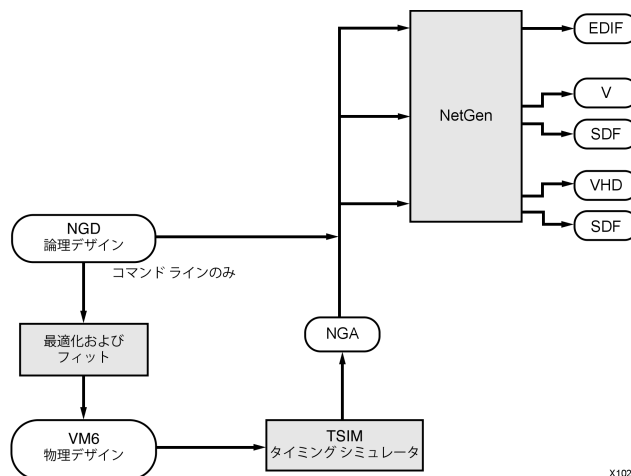 EDIF
V
NetGen
SDF
VHD
SDF
NGD
論理デザイン
コマンド ラインのみ
最適化および
フィット
NGA
VM6
物理デザイン
TSIM
タイミング シミュレータ
X102